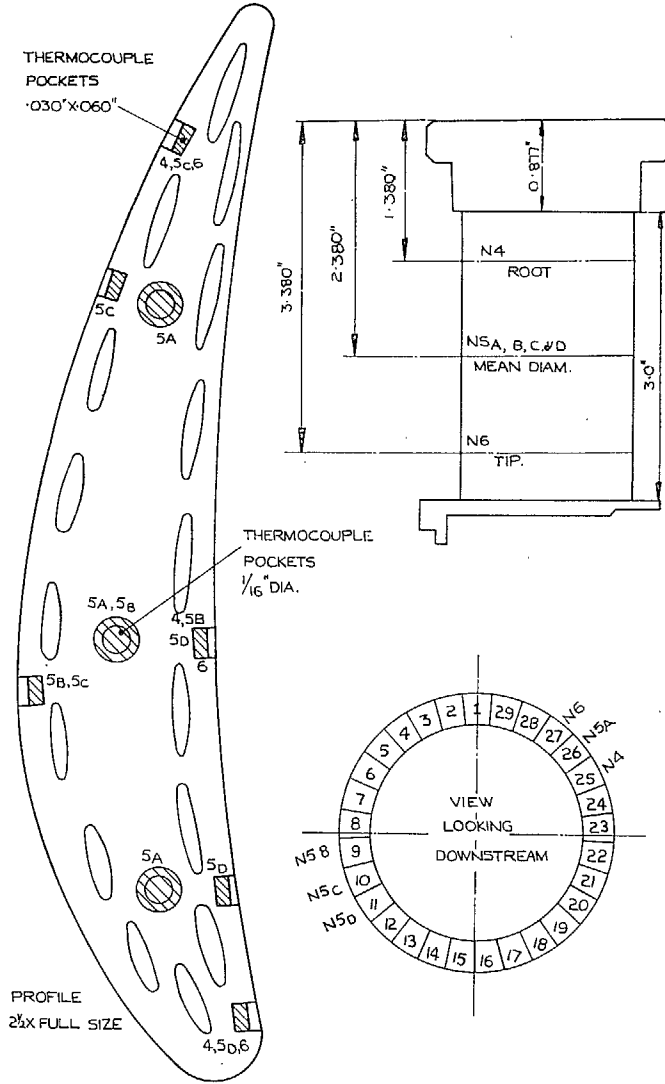 THERMOCOUPLE
POCKETS
·030"X·060"
4,5C,6
5C
5A
THERMOCOUPLE
POCKETS
1/16" DIA.
5A,5B
4,5B
5D
6
5B,5C
5A
5D
4,5D,6
PROFILE
2½X FULL SIZE
0·877"
1·380"
2·380"
3·380"
3·0"
N4
ROOT
N5A, B, C & D
MEAN DIAM.
N6
TIP.
N6
N5A
N4
N5B
N5C
N5D
1
2
3
4
5
6
7
8
9
10
11
12
13
14
15
16
17
18
19
20
21
22
23
24
25
26
27
28
29
VIEW
LOOKING
DOWNSTREAM